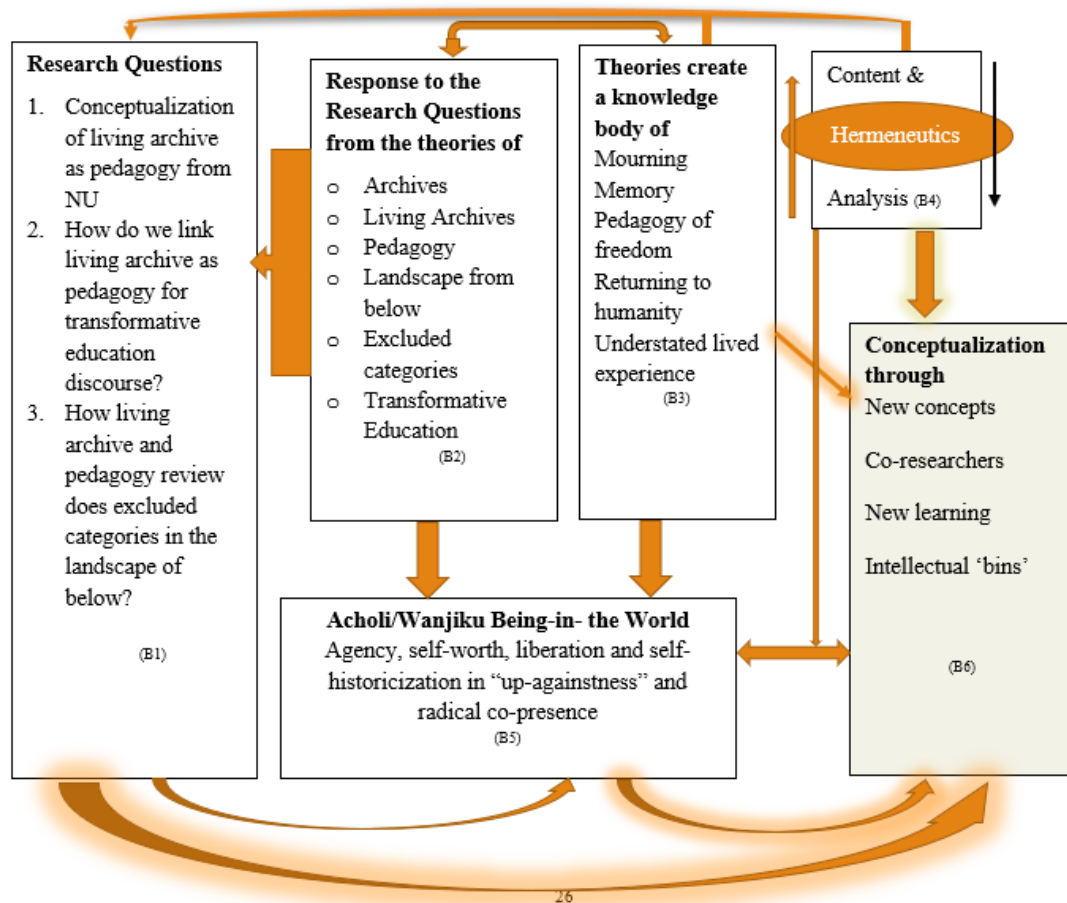 Research Questions
1. Conceptualization
of living archive
as pedagogy from
NU
2. How do we link
living archive as
pedagogy for
transformative
education
discourse?
3. How living
archive and
pedagogy review
does excluded
categories in the
landscape of
below?
(B1)
Response to the
Research Questions
from the theories of
o Archives
o Living Archives
o Pedagogy
o Landscape from
below
o Excluded
categories
o Transformative
Education
(B2)
Theories create
a knowledge
body of
Mourning
Memory
Pedagogy of
freedom
Returning to
humanity
Understated lived
experience
(B3)
Content &
Hermeneutics
Analysis (B4)
Conceptualization
through
New concepts
Co-researchers
New learning
Intellectual ‘bins’
(B6)
Acholi/Wanjiku Being-in- the World
Agency, self-worth, liberation and self-
historicization in “up-againstness” and
radical co-presence
(B5)
26